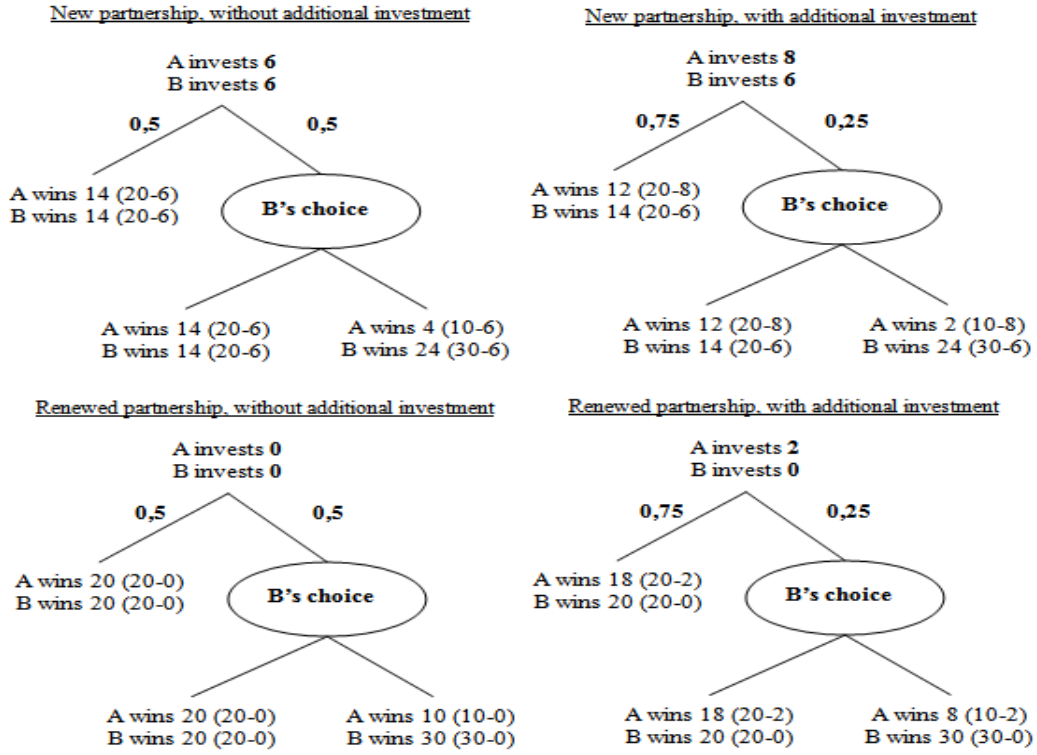 New partnership, without additional investment
A invests 6
B invests 6
0,5
0,5
A wins 14 (20-6)
B wins 14 (20-6)
B's choice
A wins 14 (20-6)
B wins 14 (20-6)
A wins 4 (10-6)
B wins 24 (30-6)
New partnership, with additional investment
A invests 8
B invests 6
0,75
0,25
A wins 12 (20-8)
B wins 14 (20-6)
B's choice
A wins 12 (20-8)
B wins 14 (20-6)
A wins 2 (10-8)
B wins 24 (30-6)
Renewed partnership, without additional investment
A invests 0
B invests 0
0,5
0,5
A wins 20 (20-0)
B wins 20 (20-0)
B's choice
A wins 20 (20-0)
B wins 20 (20-0)
A wins 10 (10-0)
B wins 30 (30-0)
Renewed partnership, with additional investment
A invests 2
B invests 0
0,75
0,25
A wins 18 (20-2)
B wins 20 (20-0)
B's choice
A wins 18 (20-2)
B wins 20 (20-0)
A wins 8 (10-2)
B wins 30 (30-0)